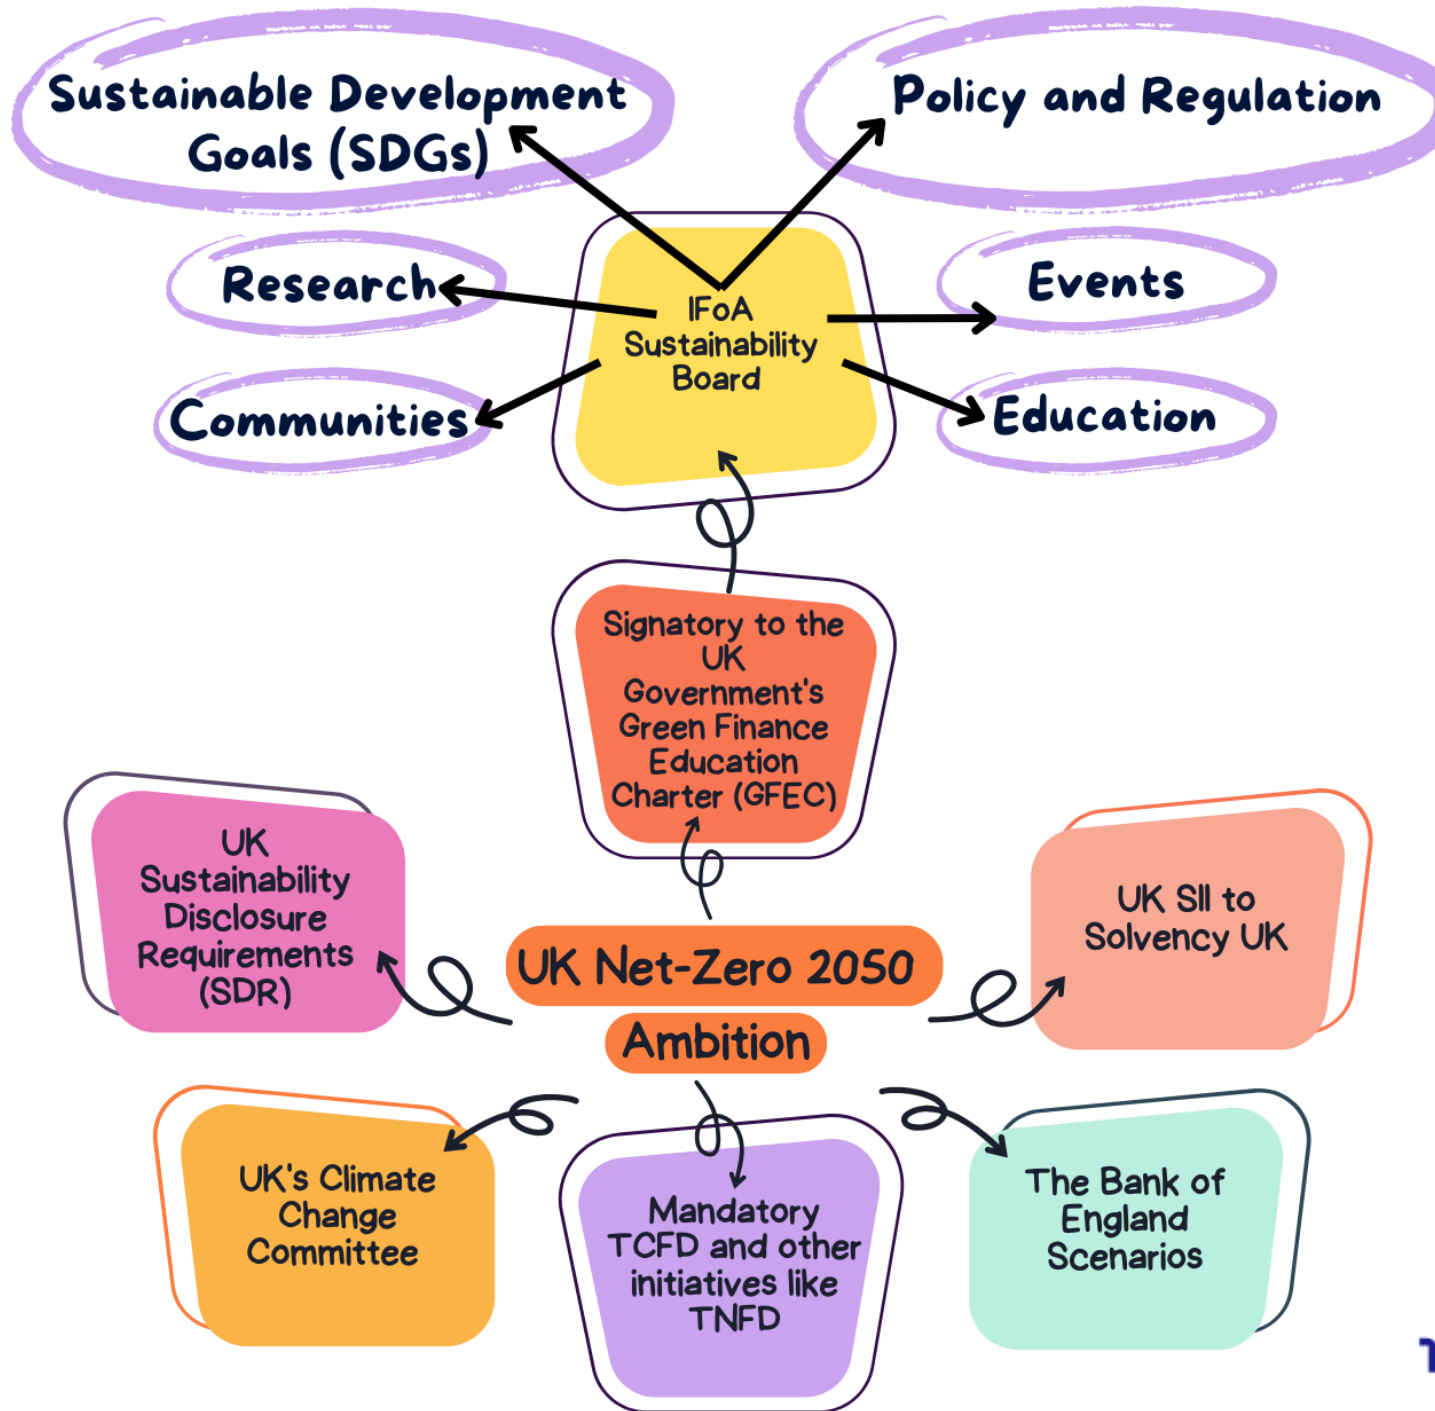 Sustainable Development
Goals (SDGs)
Policy and Regulation
Research
Events
IFoA
Sustainability
Board
Communities
Education
Signatory to the
UK
Government's
Green Finance
Education
Charter (GFEC)
UK
Sustainability
Disclosure
Requirements
(SDR)
UK SII to
Solvency UK
UK Net-Zero 2050
Ambition
UK's Climate
Change
Committee
Mandatory
TCFD and other
initiatives like
TNFD
The Bank of
England
Scenarios